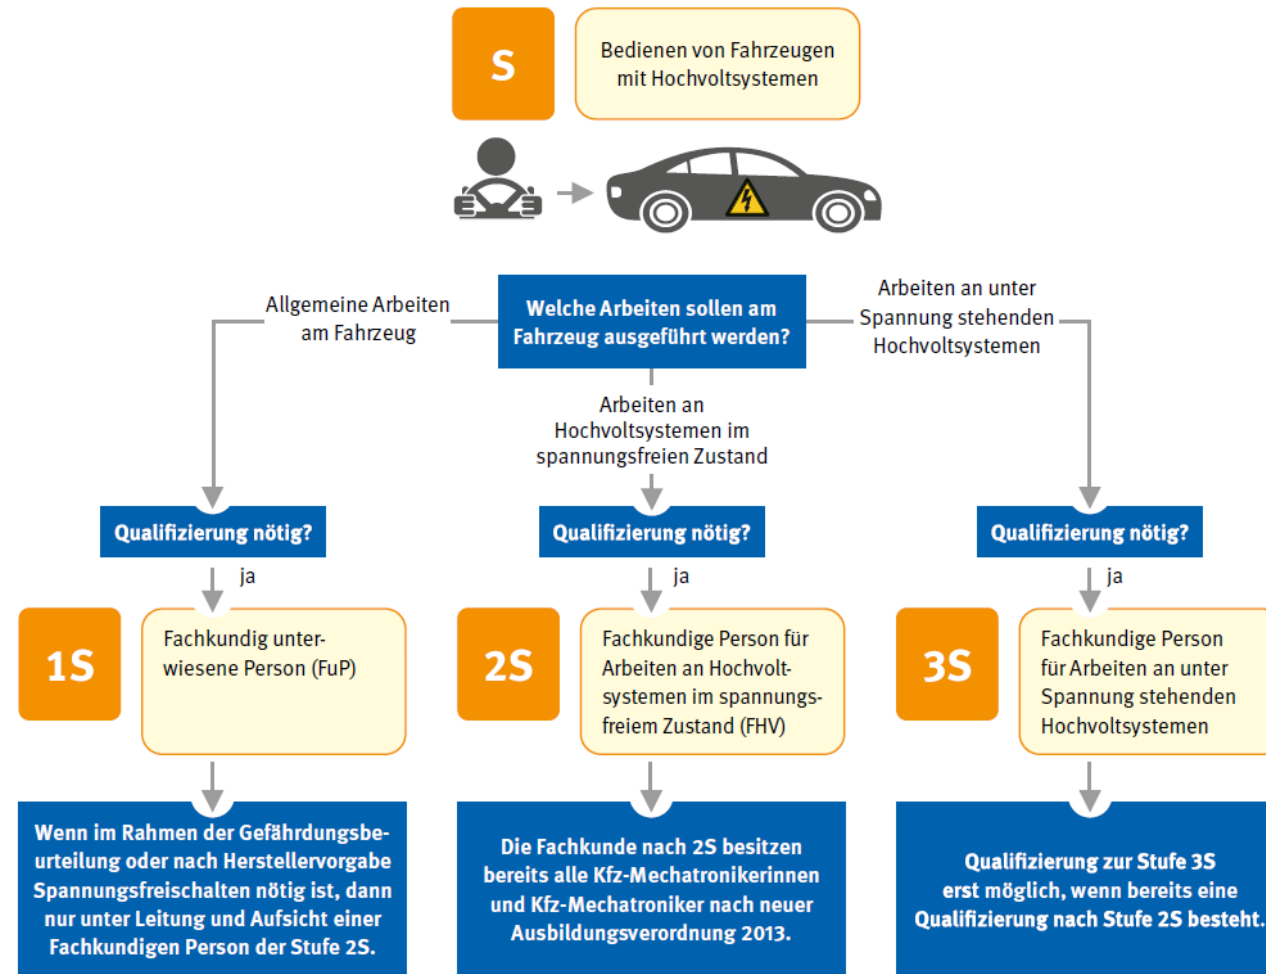 S
Bedienen von Fahrzeugen
mit Hochvoltsystemen
Welche Arbeiten sollen am
Fahrzeug ausgeführt werden?
Allgemeine Arbeiten
am Fahrzeug
Arbeiten an
Hochvoltsystemen im
spannungsfreien Zustand
Arbeiten an unter
Spannung stehenden
Hochvoltsystemen
Qualifizierung nötig?
ja
1S
Fachkundig unter-
wiesene Person (FuP)
Wenn im Rahmen der Gefährdungsbe-
urteilung oder nach Herstellervorgabe
Spannungsfreischalten nötig ist, dann
nur unter Leitung und Aufsicht einer
Fachkundigen Person der Stufe 2S.
Qualifizierung nötig?
ja
2S
Fachkundige Person für
Arbeiten an Hochvolt-
systemen im spannungs-
freiem Zustand (FHV)
Die Fachkunde nach 2S besitzen
bereits alle Kfz-Mechatronikerinnen
und Kfz-Mechatroniker nach neuer
Ausbildungsverordnung 2013.
Qualifizierung nötig?
ja
3S
Fachkundige Person
für Arbeiten an unter
Spannung stehenden
Hochvoltsystemen
Qualifizierung zur Stufe 3S
erst möglich, wenn bereits eine
Qualifizierung nach Stufe 2S besteht.